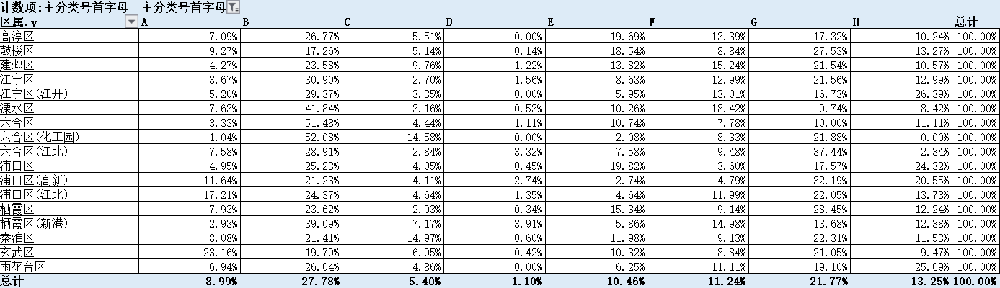 计数项:主分类号首字母 主分类号首字母
区属.y A B C D E F G H 总计
高淳区 7.09% 26.77% 5.51% 0.00% 19.69% 13.39% 17.32% 10.24% 100.00%
鼓楼区 9.27% 17.26% 5.14% 0.14% 18.54% 8.84% 27.53% 13.27% 100.00%
建邺区 4.27% 23.58% 9.76% 1.22% 13.82% 15.24% 21.54% 10.57% 100.00%
江宁区 8.67% 30.90% 2.70% 1.56% 8.63% 12.99% 21.56% 12.99% 100.00%
江宁区(江开) 5.20% 29.37% 3.35% 0.00% 5.95% 13.01% 16.73% 26.39% 100.00%
溧水区 7.63% 41.84% 3.16% 0.53% 10.26% 18.42% 9.74% 8.42% 100.00%
六合区 3.33% 51.48% 4.44% 1.11% 10.74% 7.78% 10.00% 11.11% 100.00%
六合区(化工园) 1.04% 52.08% 14.58% 0.00% 2.08% 8.33% 21.88% 0.00% 100.00%
六合区(江北) 7.58% 28.91% 2.84% 3.32% 7.58% 9.48% 37.44% 2.84% 100.00%
浦口区 4.95% 25.23% 4.05% 0.45% 19.82% 3.60% 17.57% 24.32% 100.00%
浦口区(高新) 11.64% 21.23% 4.11% 2.74% 2.74% 4.79% 32.19% 20.55% 100.00%
浦口区(江北) 17.21% 24.37% 4.64% 1.35% 4.64% 11.99% 22.05% 13.73% 100.00%
栖霞区 7.93% 23.62% 2.93% 0.34% 15.34% 9.14% 28.45% 12.24% 100.00%
栖霞区(新港) 2.93% 39.09% 7.17% 3.91% 5.86% 14.98% 13.68% 12.38% 100.00%
秦淮区 8.08% 21.41% 14.97% 0.60% 11.98% 9.13% 22.31% 11.53% 100.00%
玄武区 23.16% 19.79% 6.95% 0.42% 10.32% 8.84% 21.05% 9.47% 100.00%
雨花台区 6.94% 26.04% 4.86% 0.00% 6.25% 11.11% 19.10% 25.69% 100.00%
总计 8.99% 27.78% 5.40% 1.10% 10.46% 11.24% 21.77% 13.25% 100.00%